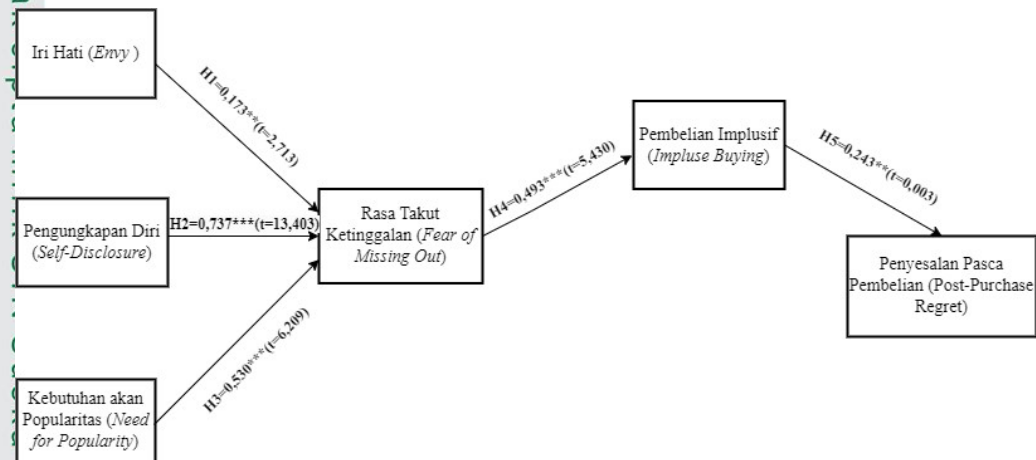 Iri Hati (Envy )
H1=0,173**(t=2,713)
Pengungkapan Diri
(Self-Disclosure)
H2=0,737***(t=13,403)
Kebutuhan akan
Popularitas (Need
for Popularity)
H3=0,530***(t=6,209)
Rasa Takut
Ketinggalan (Fear of
Missing Out)
H4=0,493***(t=5,430)
Pembelian Implusif
(Impluse Buying)
H5=0,243**(t=0,003)
Penyesalan Pasca
Pembelian (Post-Purchase
Regret)